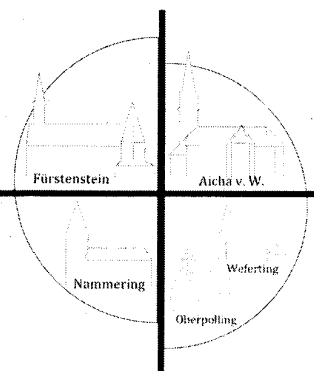 Fürstenstein
Aicha v. W.
Nammering
Weferting
Oberpolling